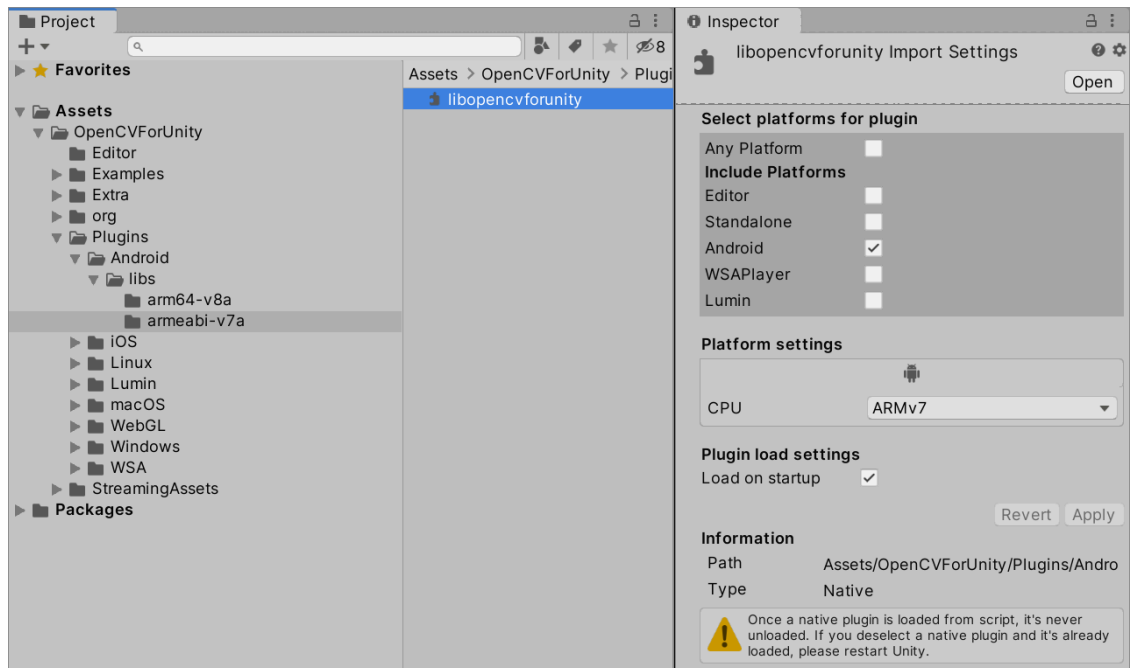 Project
8
Favorites
Assets
OpenCVForUnity
Editor
Examples
Extra
org
Plugins
Android
libs
arm64-v8a
armeabi-v7a
iOS
Linux
Lumin
macOS
WebGL
Windows
WSA
StreamingAssets
Packages
Assets > OpenCVForUnity > Plugi
libopencvforunity
Inspector
libopencvforunity Import Settings
Open
Select platforms for plugin
Any Platform
Include Platforms
Editor
Standalone
Android
WSAPlayer
Lumin
Platform settings
CPU ARMv7
Plugin load settings
Load on startup
Revert Apply
Information
Path Assets/OpenCVForUnity/Plugins/Andro
Type Native
Once a native plugin is loaded from script, it's never
unloaded. If you deselect a native plugin and it's already
loaded, please restart Unity.